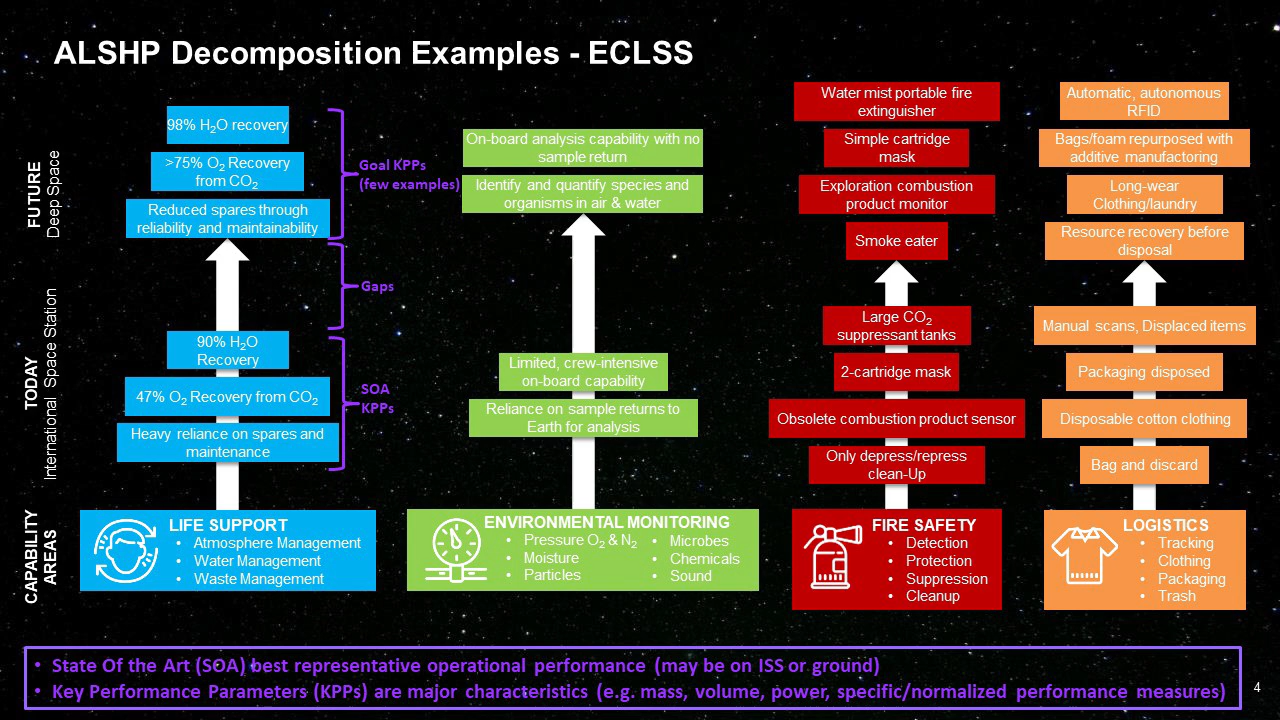 ALSHP Decomposition Examples - ECLSS
FUTURE
Deep Space
98% H₂O recovery
>75% O₂ Recovery
from CO₂
Reduced spares through
reliability and maintainability
Goal KPPs
(few examples)
Gaps
On-board analysis capability with no
sample return
Identify and quantify species and
organisms in air & water
Water mist portable fire
extinguisher
Simple cartridge
mask
Exploration combustion
product monitor
Smoke eater
Automatic, autonomous
RFID
Bags/foam repurposed with
additive manufactoring
Long-wear
Clothing/laundry
Resource recovery before
disposal
TODAY
International Space Station
90% H₂O
Recovery
47% O₂ Recovery from CO₂
Heavy reliance on spares and
maintenance
SOA
KPPs
Limited, crew-intensive
on-board capability
Reliance on sample returns to
Earth for analysis
Large CO₂
suppressant tanks
2-cartridge mask
Obsolete combustion product sensor
Only depress/repress
clean-Up
Manual scans, Displaced items
Packaging disposed
Disposable cotton clothing
Bag and discard
CAPABILITY
AREAS
LIFE SUPPORT
• Atmosphere Management
• Water Management
• Waste Management
ENVIRONMENTAL MONITORING
• Pressure O₂ & N₂
• Moisture
• Particles
• Microbes
• Chemicals
• Sound
FIRE SAFETY
• Detection
• Protection
• Suppression
• Cleanup
LOGISTICS
• Tracking
• Clothing
• Packaging
• Trash
• State Of the Art (SOA) best representative operational performance (may be on ISS or ground)
• Key Performance Parameters (KPPs) are major characteristics (e.g. mass, volume, power, specific/normalized performance measures)
4